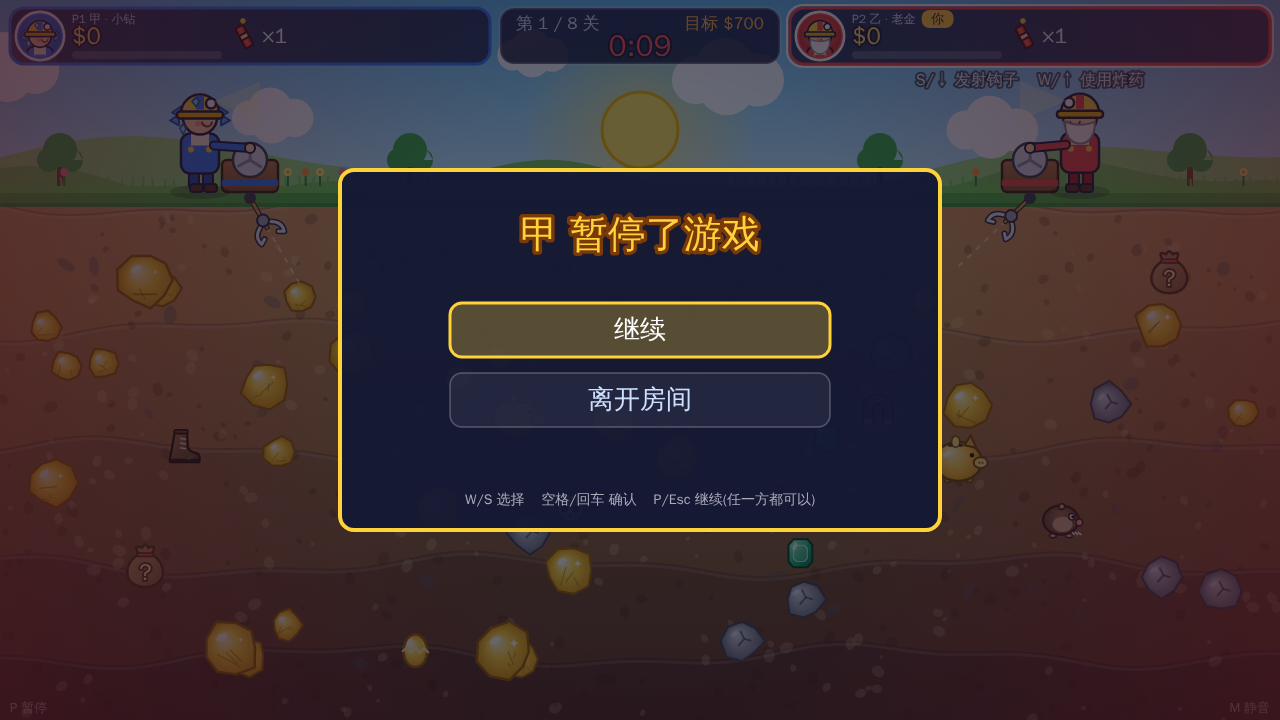 P1 甲 · 小钻
$0
×1
第 1 / 8 关
目标 $700
0:09
P2 乙 · 老金
你
$0
×1
S/↓ 发射钩子 W/↑ 使用炸药
甲 暂停了游戏
继续
离开房间
W/S 选择 空格/回车 确认 P/Esc 继续(任一方都可以)
?
?
P 暂停
M 静音